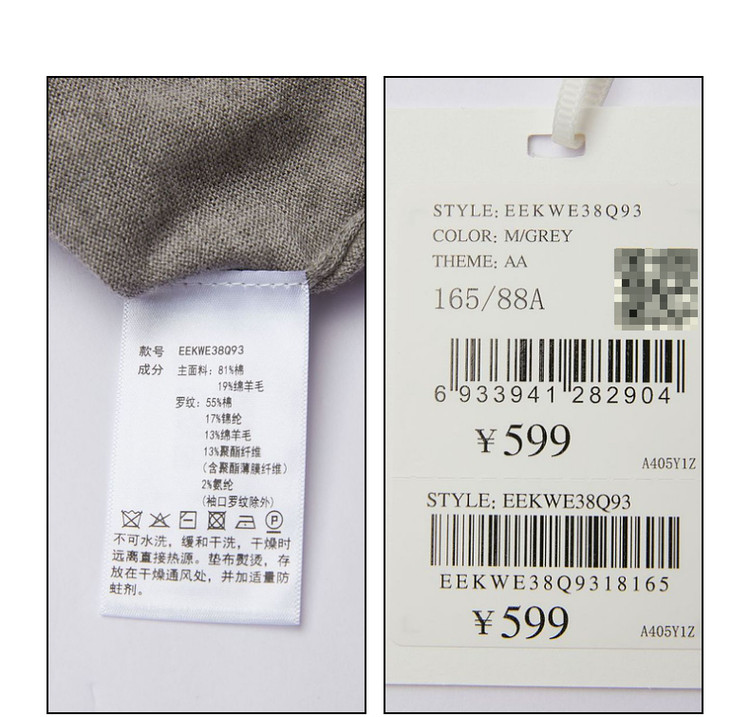 款号 EEKWE38Q93
成分 主面料：81%棉
19%绵羊毛
罗纹：55%棉
17%锦纶
13%绵羊毛
13%聚酯纤维
（含聚酯薄膜纤维）
2%氨纶
（袖口罗纹除外）
P
不可水洗，缓和干洗，干燥时
远离直接热源。垫布熨烫，存
放在干燥通风处，并加适量防
蛀剂。
STYLE: EEKWE38Q93
COLOR: M/GREY
THEME: AA
165/88A
6 933941 282904
¥599
A405Y1Z
STYLE: EEKWE38Q93
EEKWE38Q9318165
¥599
A405Y1Z